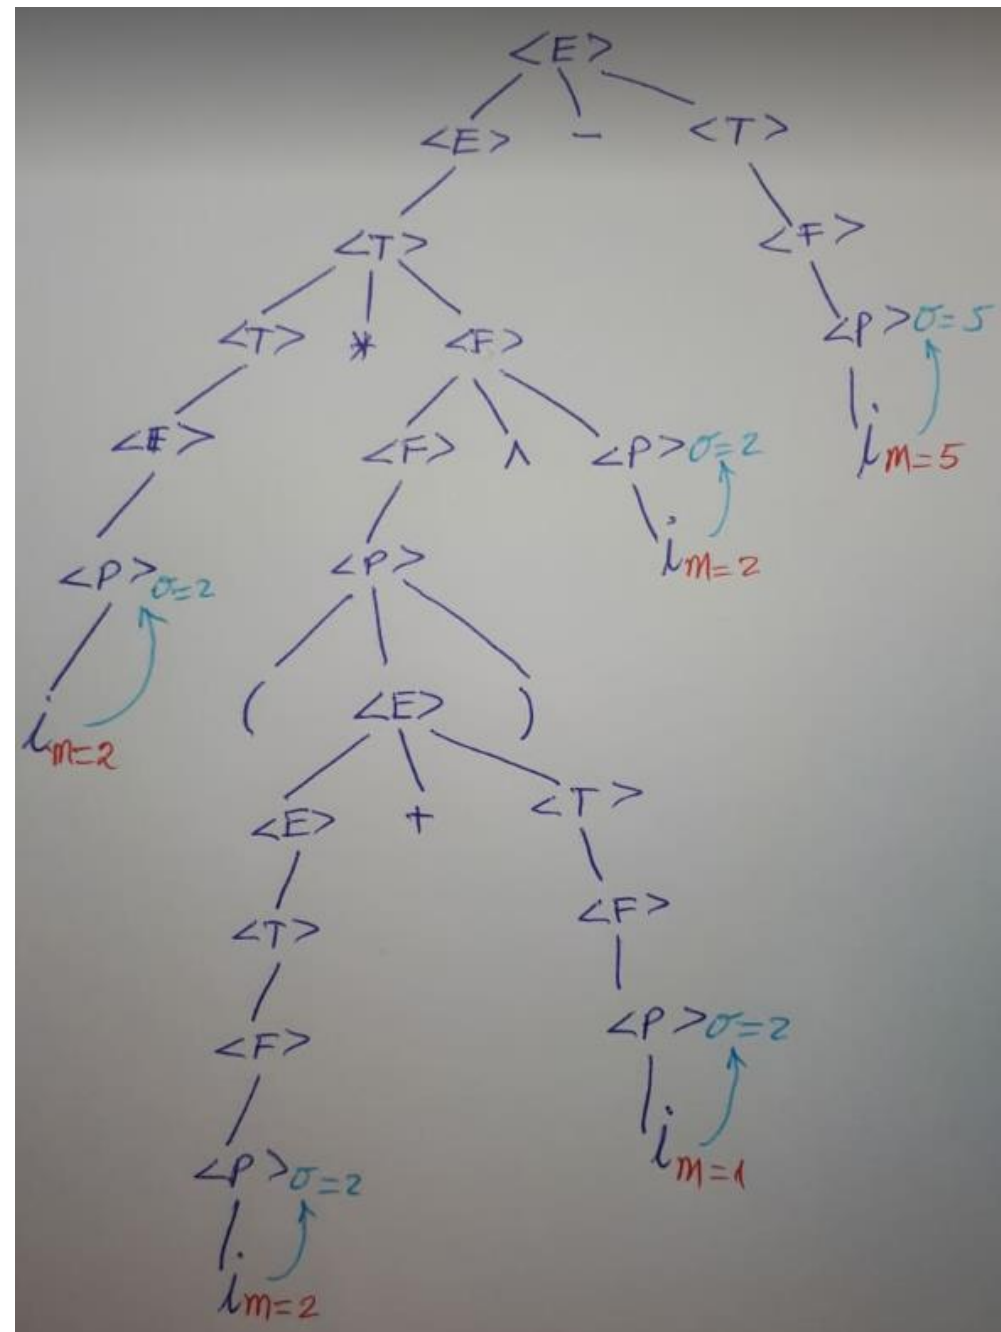 <E>
<E> - <T>
<T> <F>
<T> * <F> <P> σ=5
<F> <F> ∧ <P> σ=2 i m=5
<P> σ=2 <P> i m=2
i m=2 ( <E> )
<E> + <T>
<T> <F>
<F> <P> σ=2
<P> σ=2 i m=1
i m=2